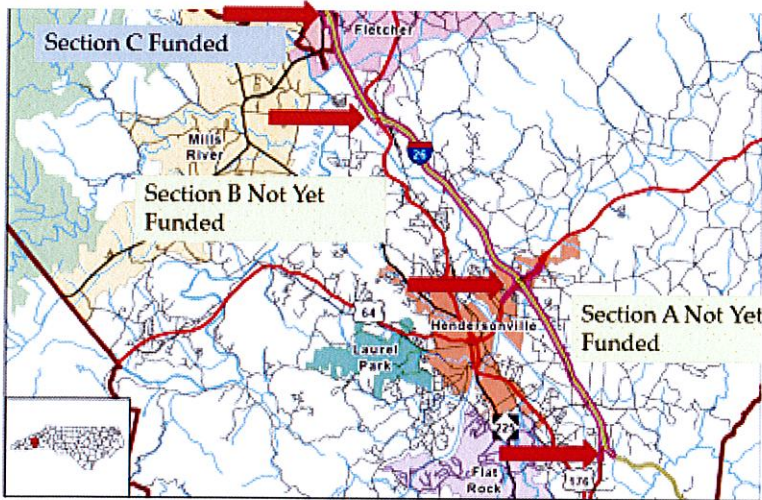 Section C Funded
Fletcher
Mills
River
26
Section B Not Yet
Funded
64
Hendersonville
Section A Not Yet
Funded
Laurel
Park
225
Flat
Rock
176